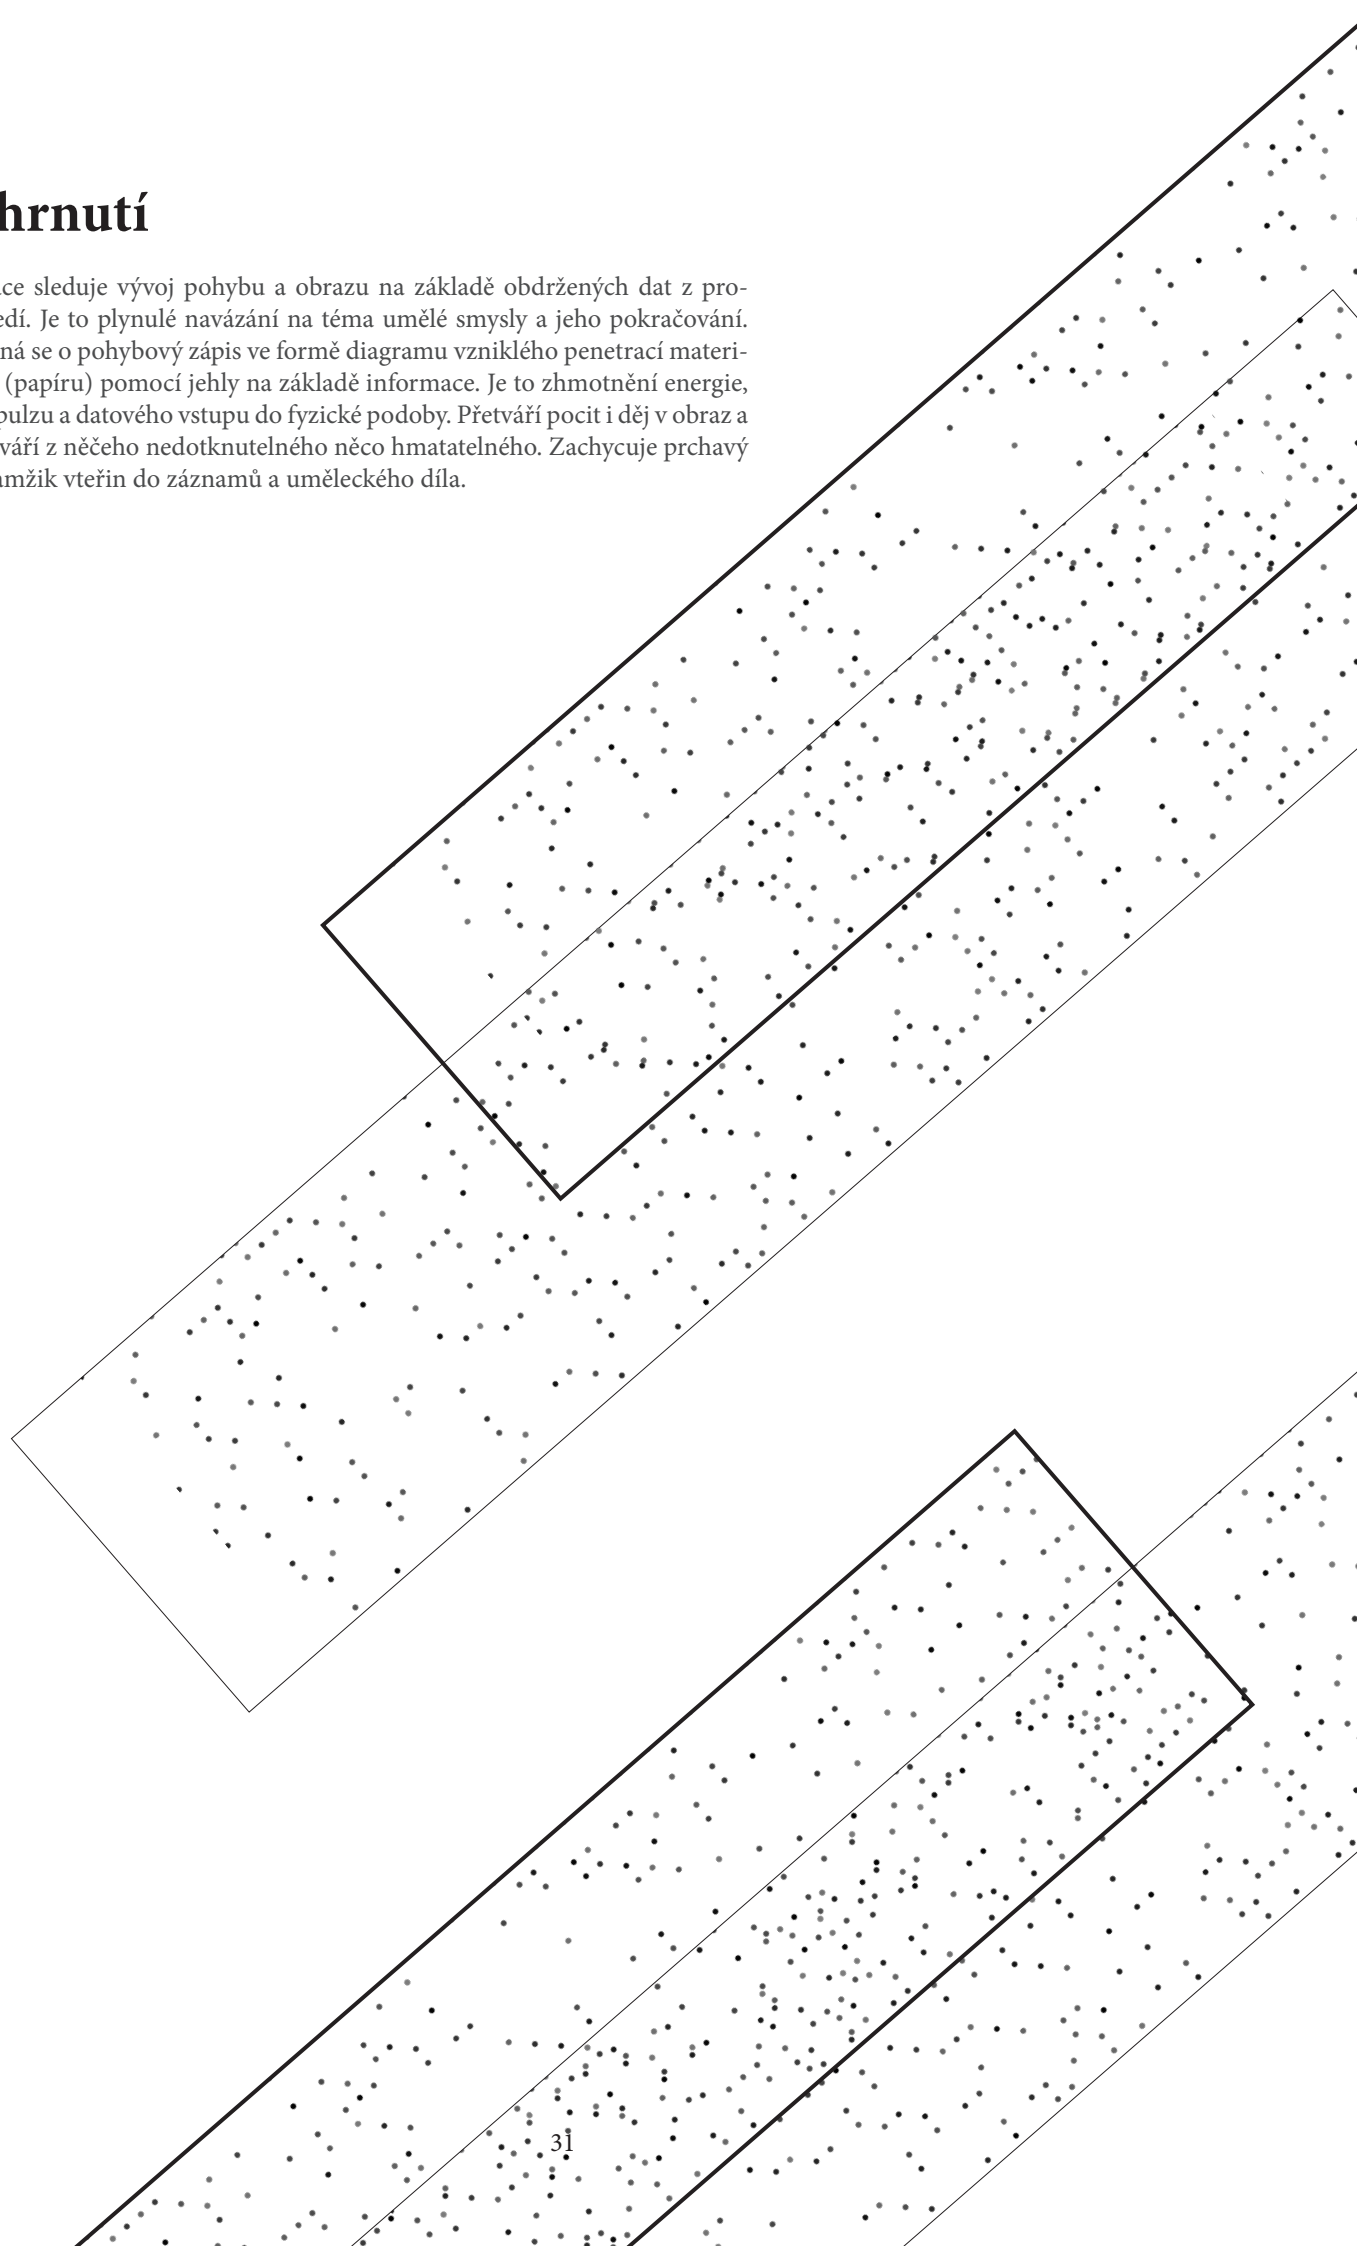 hrnutí
ce sleduje vývoj pohybu a obrazu na základě obdržených dat z pro-
edí. Je to plynulé navázání na téma umělé smysly a jeho pokračování.
ná se o pohybový zápis ve formě diagramu vzniklého penetrací materi-
(papíru) pomocí jehly na základě informace. Je to zhmotnění energie,
pulzu a datového vstupu do fyzické podoby. Přetváří pocit i děj v obraz a
váří z něčeho nedotknutelného něco hmatatelného. Zachycuje prchavý
amžik vteřin do záznamů a uměleckého díla.
31